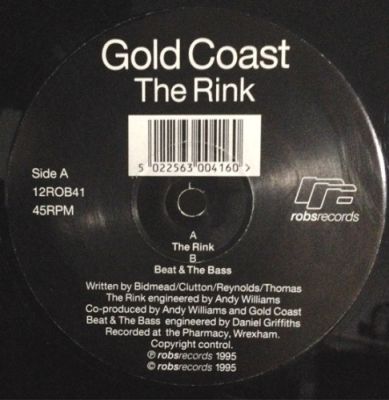 Gold Coast
The Rink
5 022563 004160 >
Side A
12ROB41
45RPM
robsrecords
A
The Rink
B
Beat & The Bass
Written by Bidmead/Clutton/Reynolds/Thomas
The Rink engineered by Andy Williams
Co-produced by Andy Williams and Gold Coast
Beat & The Bass engineered by Daniel Griffiths
Recorded at the Pharmacy, Wrexham.
Copyright control.
℗ robsrecords 1995
© robsrecords 1995